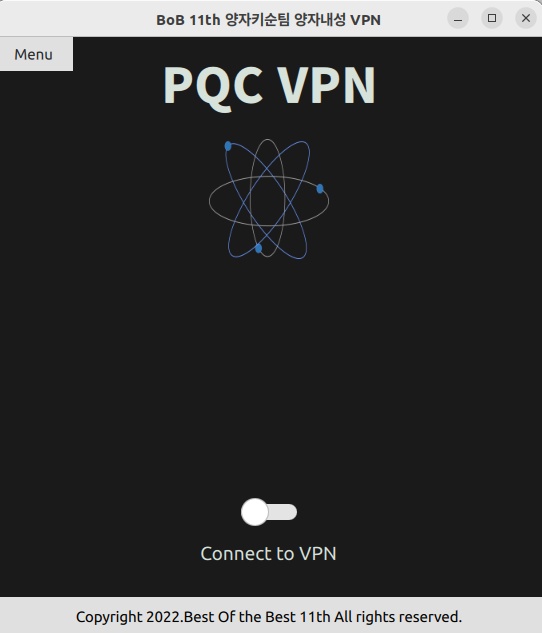 BoB 11th 양자키순팀 양자내성 VPN
Menu
PQC VPN
Connect to VPN
Copyright 2022.Best Of the Best 11th All rights reserved.